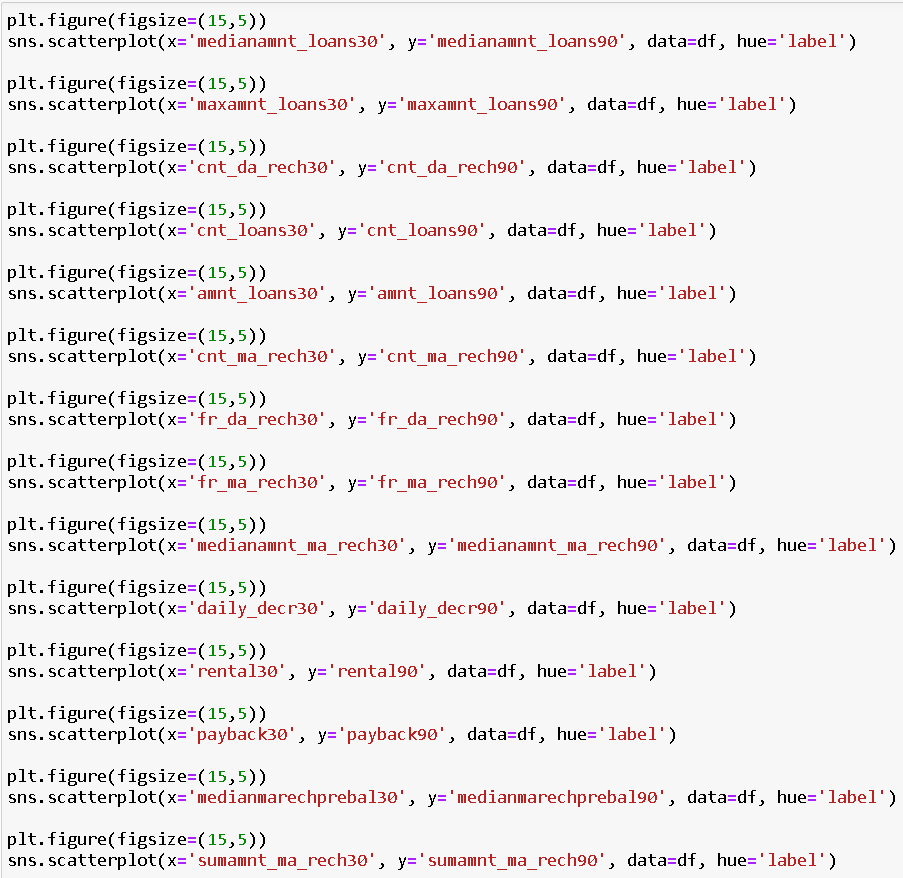 plt.figure(figsize=(15,5))
sns.scatterplot(x='medianamnt_loans30', y='medianamnt_loans90', data=df, hue='label')
plt.figure(figsize=(15,5))
sns.scatterplot(x='maxamnt_loans30', y='maxamnt_loans90', data=df, hue='label')
plt.figure(figsize=(15,5))
sns.scatterplot(x='cnt_da_rech30', y='cnt_da_rech90', data=df, hue='label')
plt.figure(figsize=(15,5))
sns.scatterplot(x='cnt_loans30', y='cnt_loans90', data=df, hue='label')
plt.figure(figsize=(15,5))
sns.scatterplot(x='amnt_loans30', y='amnt_loans90', data=df, hue='label')
plt.figure(figsize=(15,5))
sns.scatterplot(x='cnt_ma_rech30', y='cnt_ma_rech90', data=df, hue='label')
plt.figure(figsize=(15,5))
sns.scatterplot(x='fr_da_rech30', y='fr_da_rech90', data=df, hue='label')
plt.figure(figsize=(15,5))
sns.scatterplot(x='fr_ma_rech30', y='fr_ma_rech90', data=df, hue='label')
plt.figure(figsize=(15,5))
sns.scatterplot(x='medianamnt_ma_rech30', y='medianamnt_ma_rech90', data=df, hue='label')
plt.figure(figsize=(15,5))
sns.scatterplot(x='daily_decr30', y='daily_decr90', data=df, hue='label')
plt.figure(figsize=(15,5))
sns.scatterplot(x='rental30', y='rental90', data=df, hue='label')
plt.figure(figsize=(15,5))
sns.scatterplot(x='payback30', y='payback90', data=df, hue='label')
plt.figure(figsize=(15,5))
sns.scatterplot(x='medianmarechprebal30', y='medianmarechprebal90', data=df, hue='label')
plt.figure(figsize=(15,5))
sns.scatterplot(x='sumamnt_ma_rech30', y='sumamnt_ma_rech90', data=df, hue='label')